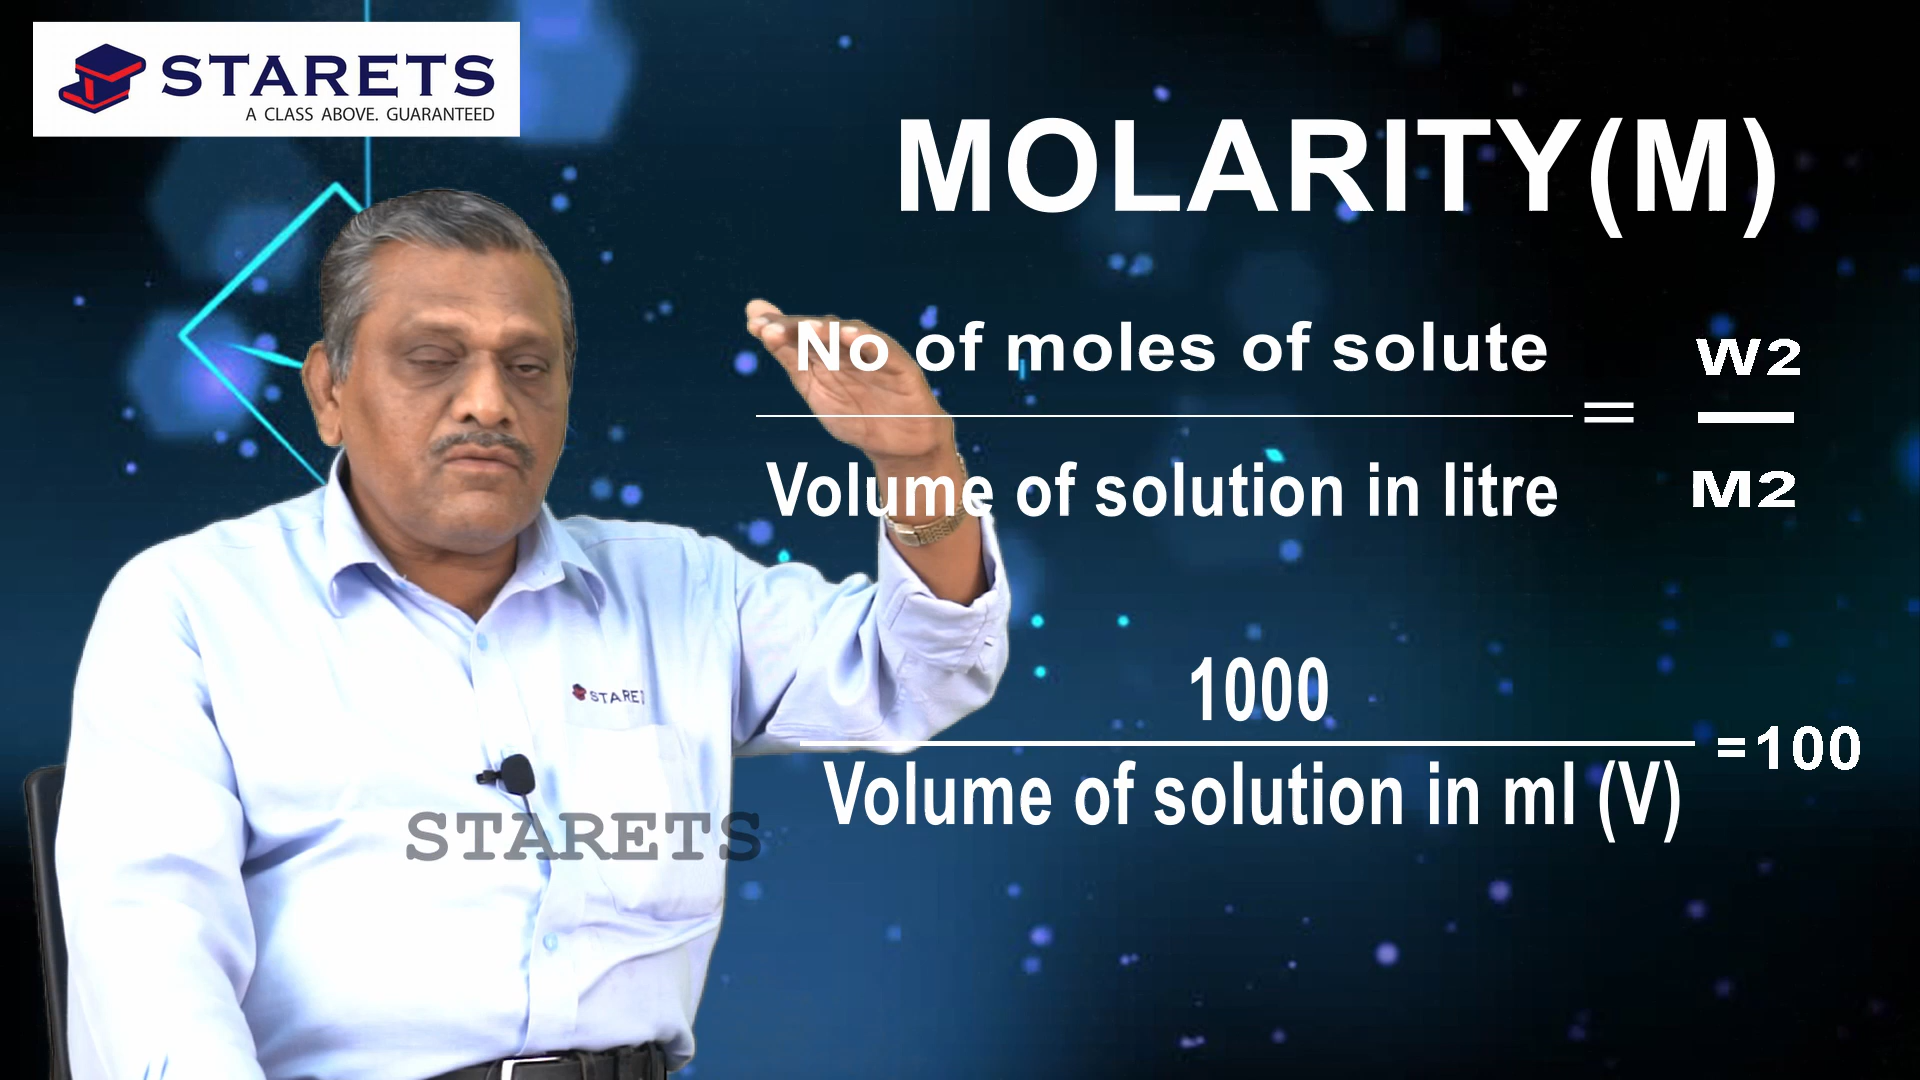 STARETS
A CLASS ABOVE. GUARANTEED
MOLARITY(M)
No of moles of solute
Volume of solution in litre
= W2
M2
1000
Volume of solution in ml (V)
=100
STARE
STARETS